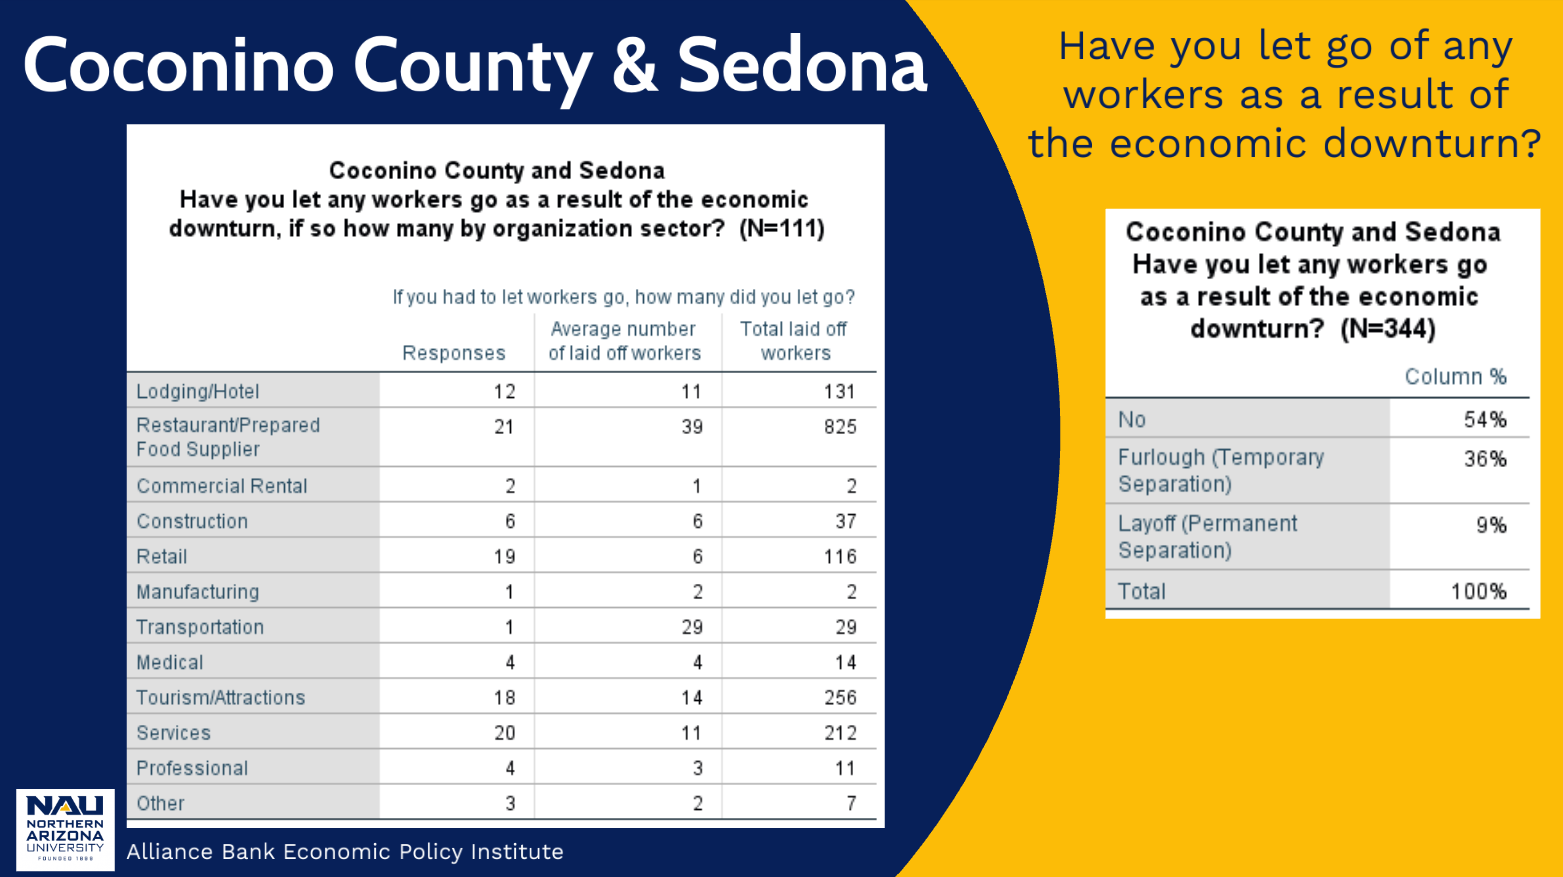 Coconino County & Sedona
Have you let go of any
workers as a result of
the economic downturn?
Coconino County and Sedona
Have you let any workers go as a result of the economic
downturn, if so how many by organization sector? (N=111)
If you had to let workers go, how many did you let go?
Responses
Average number
of laid off workers
Total laid off
workers
Lodging/Hotel 12 11 131
Restaurant/Prepared
Food Supplier 21 39 825
Commercial Rental 2 1 2
Construction 6 6 37
Retail 19 6 116
Manufacturing 1 2 2
Transportation 1 29 29
Medical 4 4 14
Tourism/Attractions 18 14 256
Services 20 11 212
Professional 4 3 11
Other 3 2 7
Coconino County and Sedona
Have you let any workers go
as a result of the economic
downturn? (N=344)
Column %
No 54%
Furlough (Temporary
Separation) 36%
Layoff (Permanent
Separation) 9%
Total 100%
NAU
NORTHERN
ARIZONA
UNIVERSITY
FOUNDED 1899
Alliance Bank Economic Policy Institute